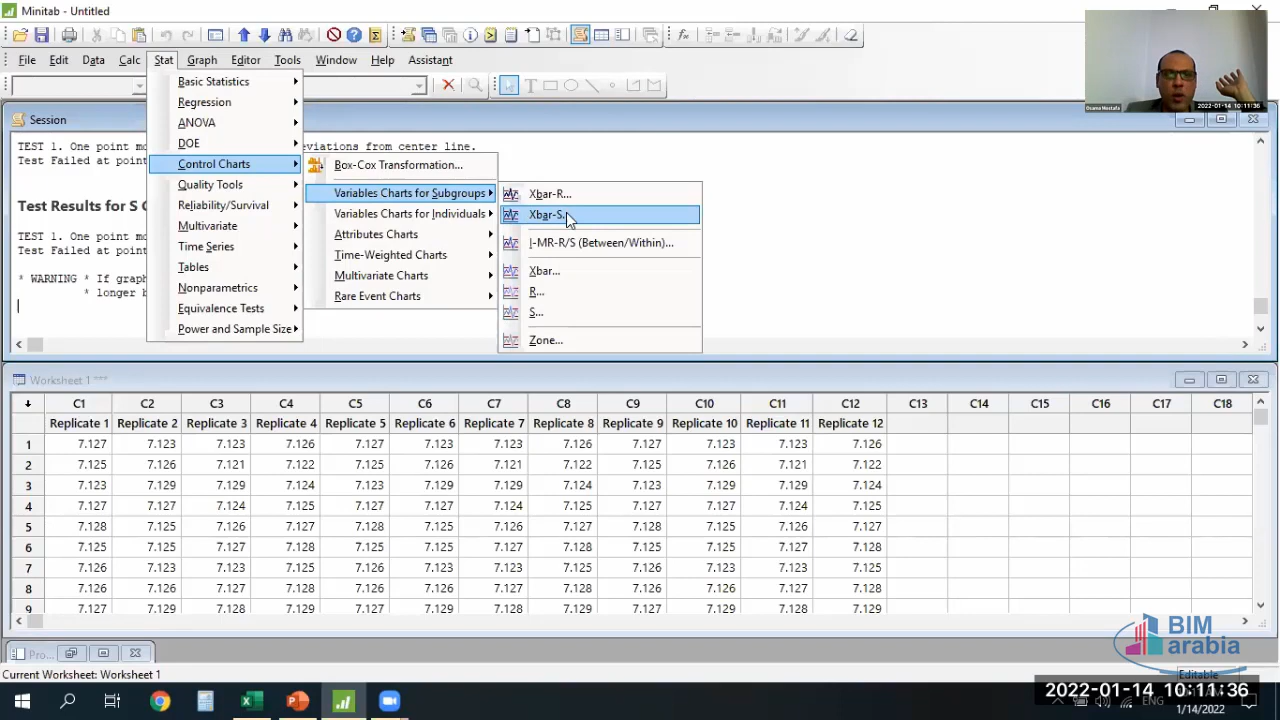 Minitab - Untitled
File Edit Data Calc Stat Graph Editor Tools Window Help Assistant
Osama Mostafa
2022-01-14 10:11:36
Session
Basic Statistics
Regression
ANOVA
DOE
Control Charts
Quality Tools
Reliability/Survival
Multivariate
Time Series
Tables
Nonparametrics
Equivalence Tests
Power and Sample Size
Box-Cox Transformation...
Variables Charts for Subgroups
Variables Charts for Individuals
Attributes Charts
Time-Weighted Charts
Multivariate Charts
Rare Event Charts
Xbar-R...
Xbar-S...
I-MR-R/S (Between/Within)...
Xbar...
R...
S...
Zone...
TEST 1. One point mo eviations from center line.
Test Failed at poin
Test Results for S C
TEST 1. One point mo
Test Failed at poin
* WARNING * If graph
* longer b
Worksheet 1 ***
C1 C2 C3 C4 C5 C6 C7 C8 C9 C10 C11 C12 C13 C14 C15 C16 C17 C18
Replicate 1 Replicate 2 Replicate 3 Replicate 4 Replicate 5 Replicate 6 Replicate 7 Replicate 8 Replicate 9 Replicate 10 Replicate 11 Replicate 12
1 7.127 7.123 7.123 7.126 7.127 7.123 7.123 7.126 7.127 7.123 7.123 7.126
2 7.125 7.126 7.121 7.122 7.125 7.126 7.121 7.122 7.125 7.126 7.121 7.122
3 7.123 7.129 7.129 7.124 7.123 7.129 7.129 7.124 7.123 7.129 7.129 7.124
4 7.127 7.127 7.124 7.125 7.127 7.127 7.124 7.125 7.127 7.127 7.124 7.125
5 7.128 7.125 7.126 7.127 7.128 7.125 7.126 7.127 7.128 7.125 7.126 7.127
6 7.125 7.125 7.127 7.128 7.125 7.125 7.127 7.128 7.125 7.125 7.127 7.128
7 7.126 7.123 7.123 7.125 7.126 7.123 7.123 7.125 7.126 7.123 7.123 7.125
8 7.126 7.126 7.127 7.128 7.126 7.126 7.127 7.128 7.126 7.126 7.127 7.128
9 7.127 7.129 7.128 7.129 7.127 7.129 7.128 7.129 7.127 7.129 7.128 7.129
BIM
arabia
Pro...
Current Worksheet: Worksheet 1
Editable
2022-01-14 10:11:36
ENG
1/14/2022